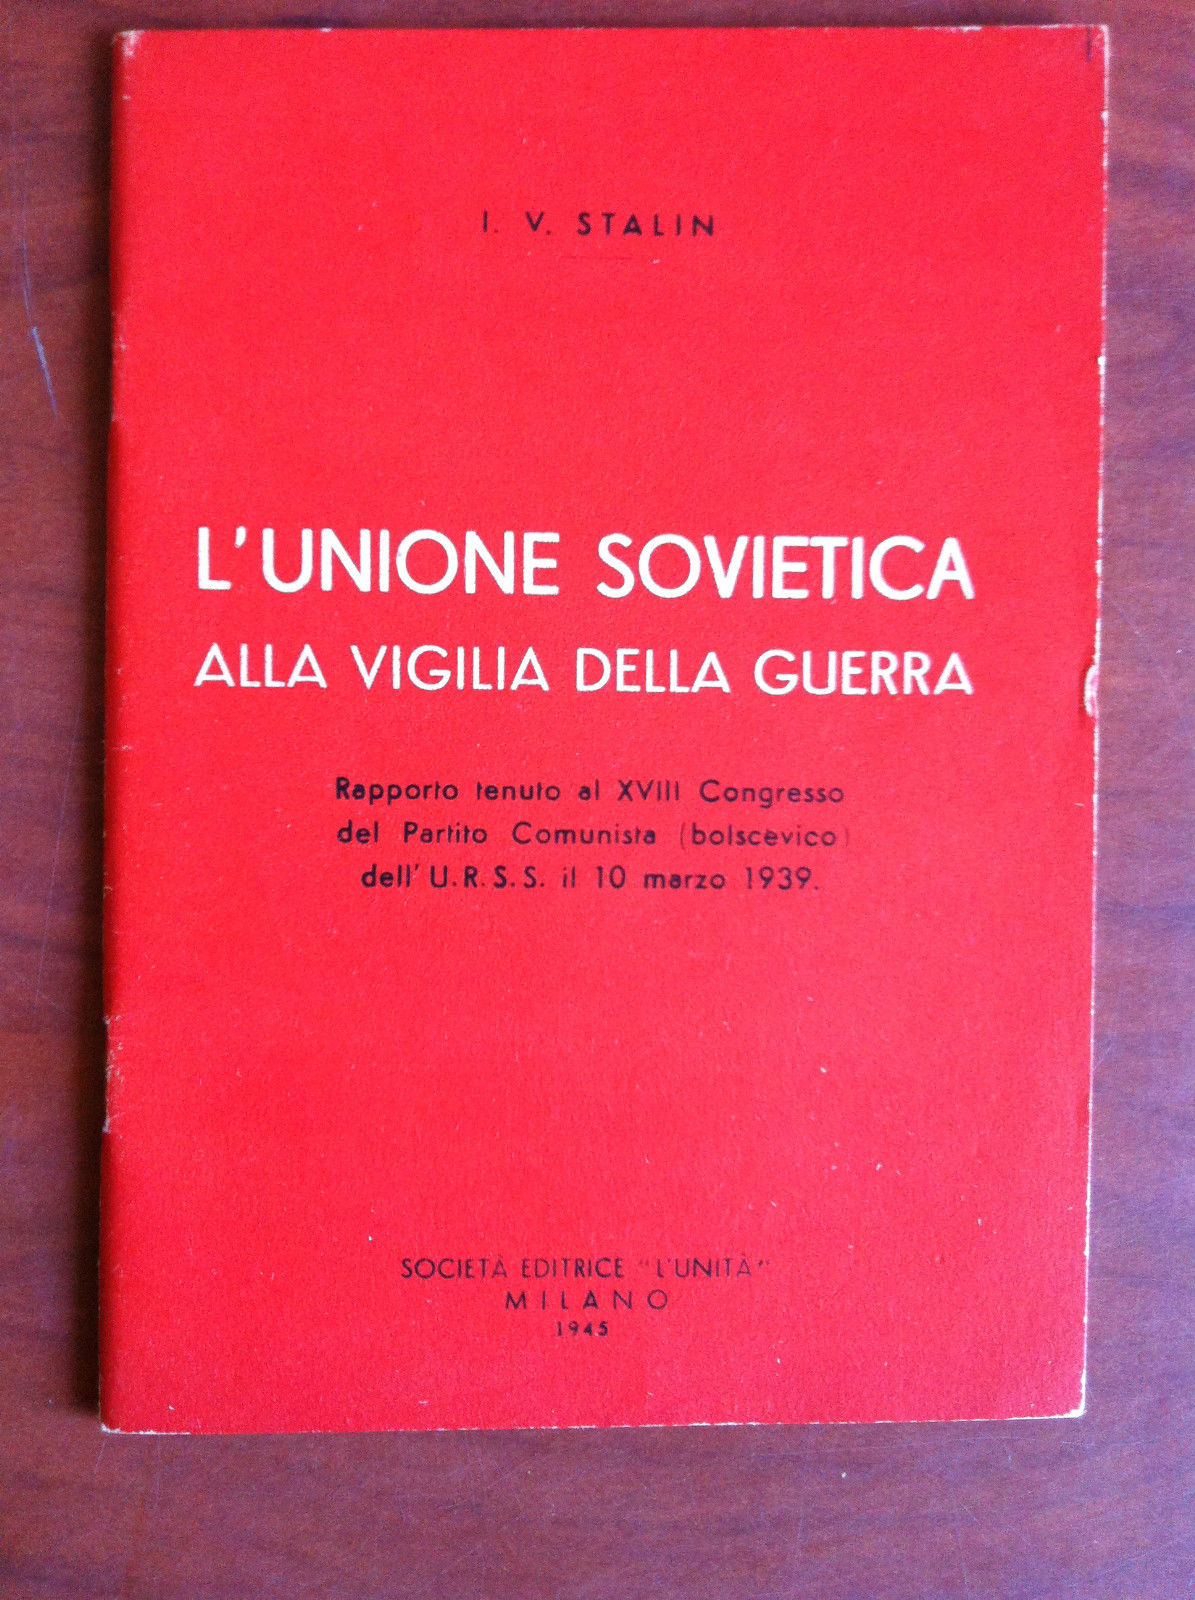 I. V. STALIN
L'UNIONE SOVIETICA
ALLA VIGILIA DELLA GUERRA
Rapporto tenuto al XVIII Congresso
del Partito Comunista (bolscevico)
dell' U.R.S.S. il 10 marzo 1939.
SOCIETÀ EDITRICE "L'UNITÀ"
MILANO
1945